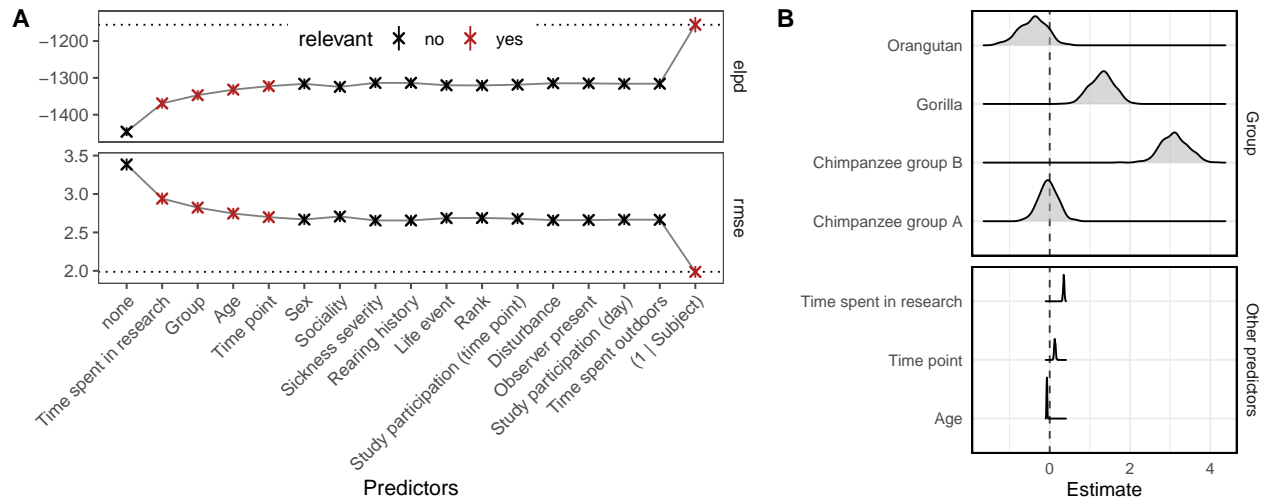 A
relevant no yes
−1200
−1300
−1400
elpd
3.5
3.0
2.5
2.0
rmse
none
Time spent in research
Group
Age
Time point
Sex
Sociality
Sickness severity
Rearing history
Life event
Rank
Study participation (time point)
Disturbance
Observer present
Study participation (day)
Time spent outdoors
(1 | Subject)
Predictors
B
Orangutan
Gorilla
Chimpanzee group B
Chimpanzee group A
Group
Time spent in research
Time point
Age
Other predictors
0 2 4
Estimate